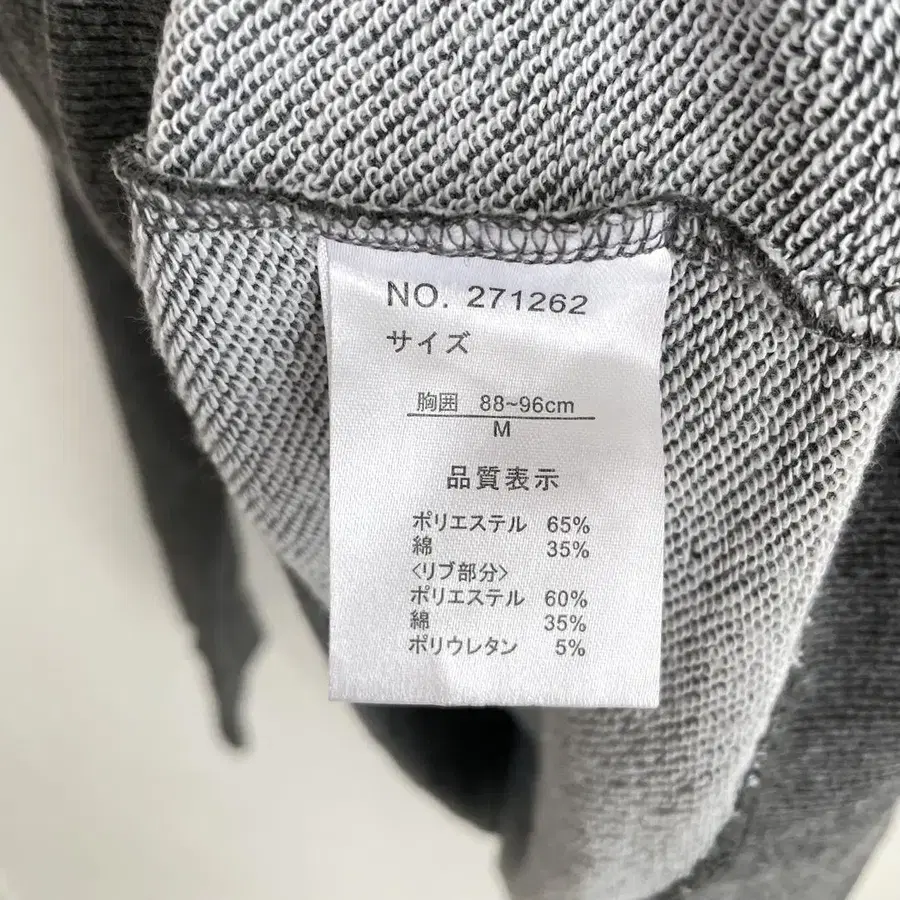 NO. 271262
サイズ
胸囲 88~96cm
M
品質表示
ポリエステル 65%
綿 35%
〈リブ部分〉
ポリエステル 60%
綿 35%
ポリウレタン 5%